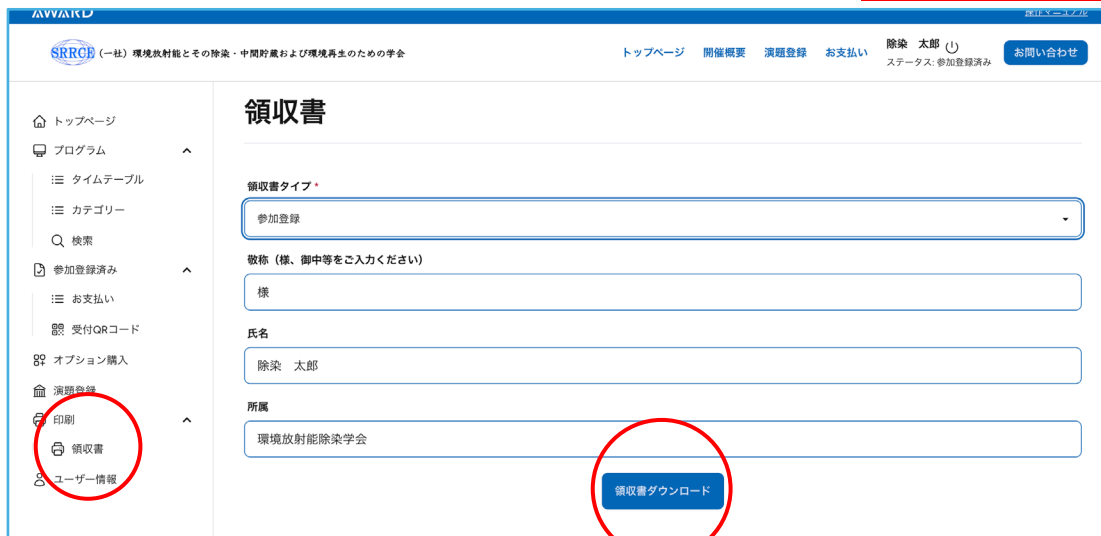 AWARD
操作マニュアル
SRRCE (一社) 環境放射能とその除染・中間貯蔵および環境再生のための学会
トップページ 開催概要 演題登録 お支払い
除染 太郎
ステータス: 参加登録済み
お問い合わせ
トップページ
プログラム
タイムテーブル
カテゴリー
検索
参加登録済み
お支払い
受付QRコード
オプション購入
演題登録
印刷
領収書
ユーザー情報
領収書
領収書タイプ *
参加登録
敬称（様、御中等をご入力ください）
様
氏名
除染 太郎
所属
環境放射能除染学会
領収書ダウンロード